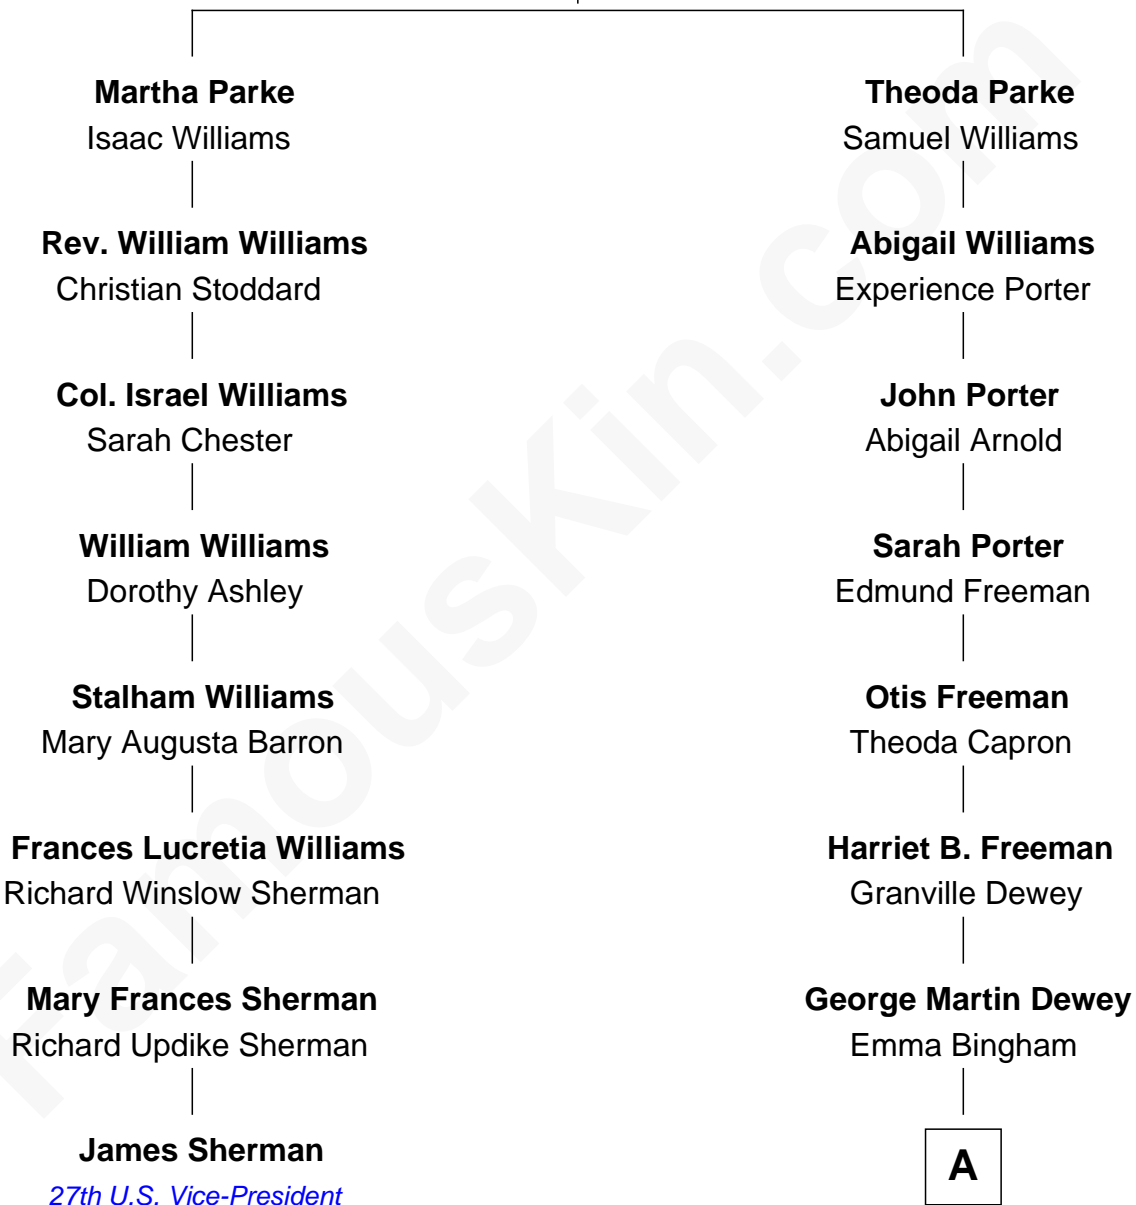 Martha Parke
Isaac Williams
Theoda Parke
Samuel Williams
Rev. William Williams
Christian Stoddard
Abigail Williams
Experience Porter
Col. Israel Williams
Sarah Chester
John Porter
Abigail Arnold
William Williams
Dorothy Ashley
Sarah Porter
Edmund Freeman
Stalham Williams
Mary Augusta Barron
Otis Freeman
Theoda Capron
Frances Lucretia Williams
Richard Winslow Sherman
Harriet B. Freeman
Granville Dewey
Mary Frances Sherman
Richard Updike Sherman
George Martin Dewey
Emma Bingham
James Sherman
27th U.S. Vice-President
A
FamousKin.com